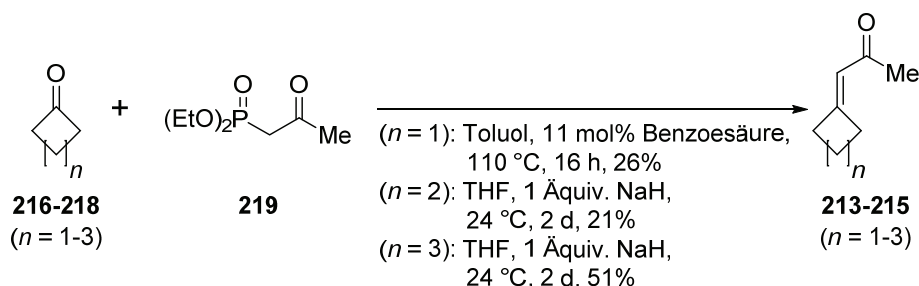 O
n
216-218
(n = 1-3)
+
O O
(EtO)2P Me
219
(n = 1): Toluol, 11 mol% Benzoesäure,
110 °C, 16 h, 26%
(n = 2): THF, 1 Äquiv. NaH,
24 °C, 2 d, 21%
(n = 3): THF, 1 Äquiv. NaH,
24 °C, 2 d, 51%
O
Me
n
213-215
(n = 1-3)